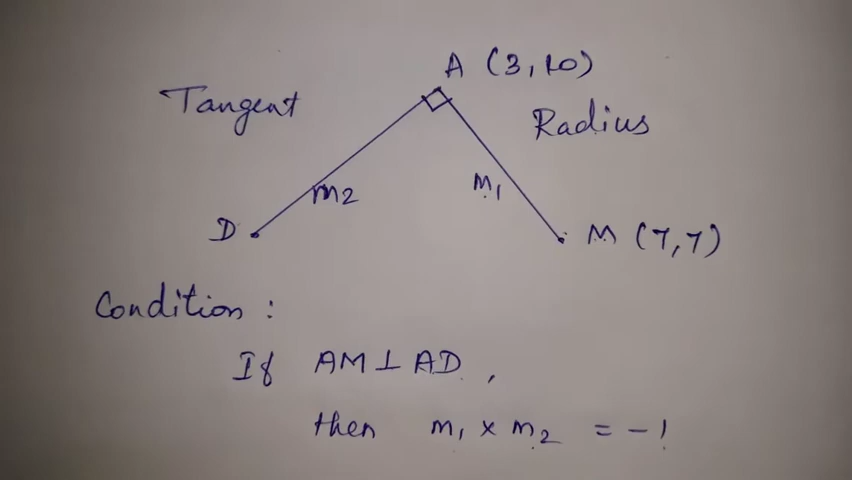 A (3,10)
Tangent
Radius
m2
m1
D
M (7,7)
Condition :
If AM⊥AD ,
then m1 × m2 = -1